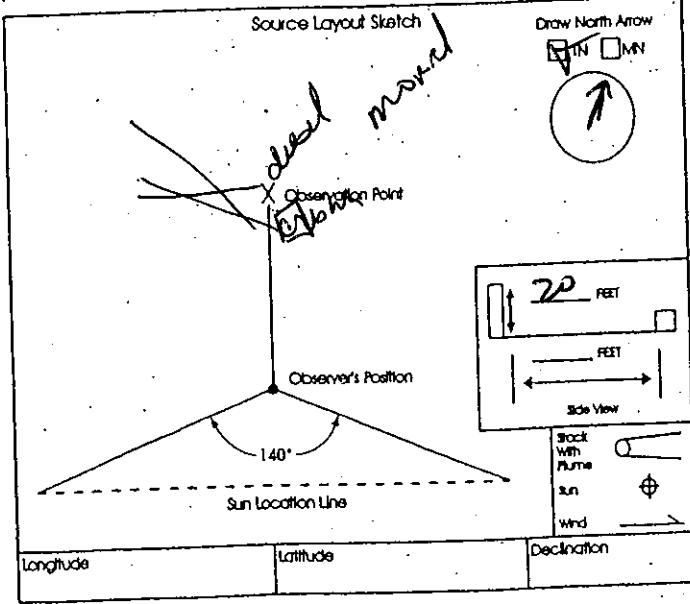 Source Layout Sketch
Draw North Arrow
TN MN
diesel
Observation Point
20 FEET
FEET
Side View
Observer's Position
140°
Sun Location Line
Stack With Plume
Sun
Wind
Longitude
Latitude
Declination